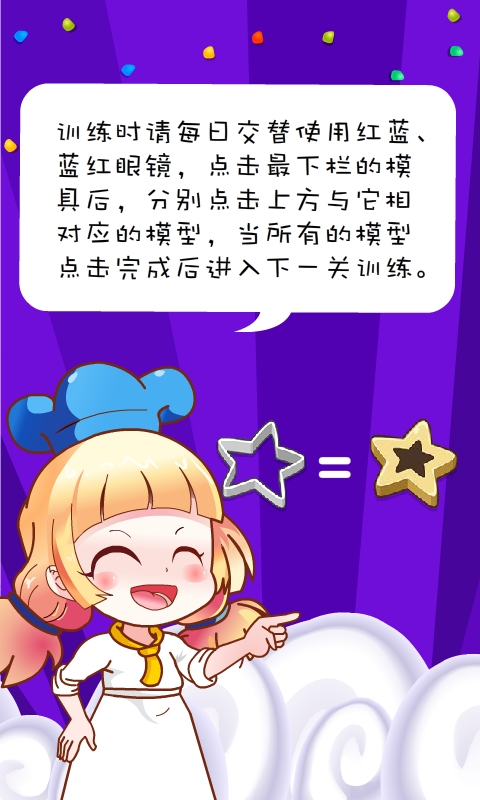 训练时请每日交替使用红蓝、
蓝红眼镜，点击最下栏的模
具后，分别点击上方与它相
对应的模型，当所有的模型
点击完成后进入下一关训练。
=